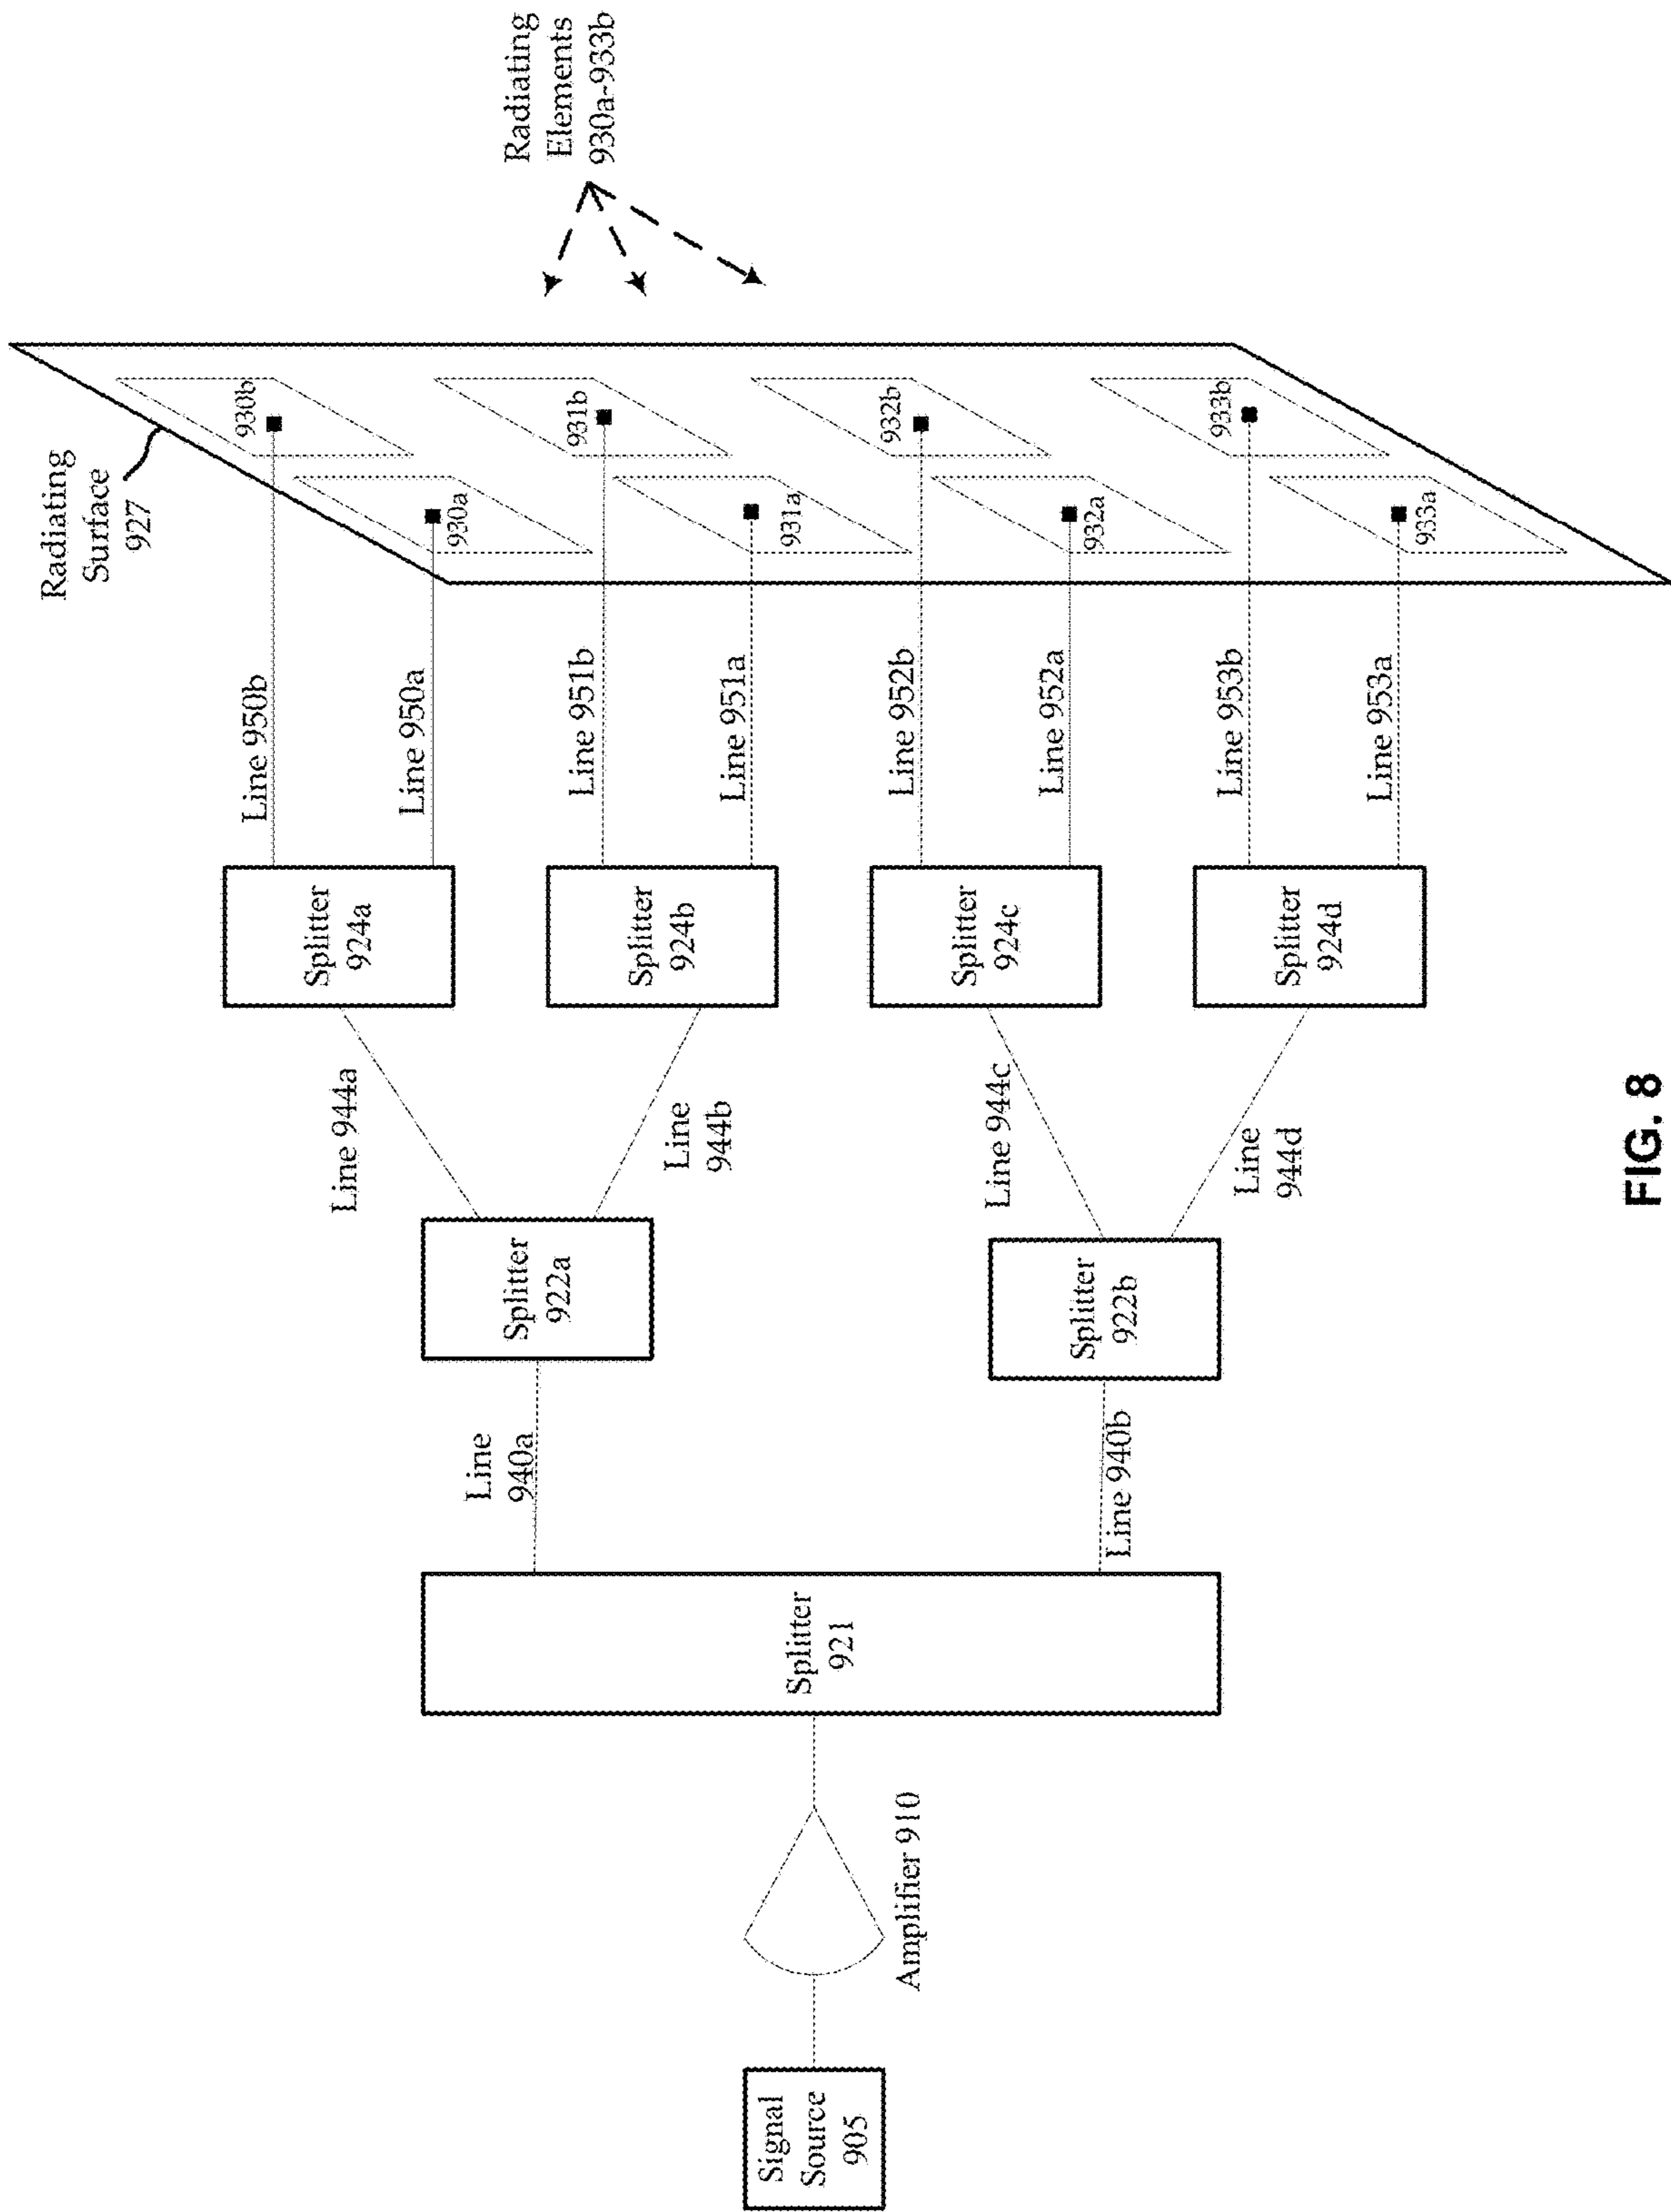 Signal
Source
905
Amplifier 910
Splitter
921
Line
940a
Line 940b
Splitter
922a
Splitter
922b
Line 944a
Line
944b
Line 944c
Line
944d
Splitter
924a
Splitter
924b
Splitter
924c
Splitter
924d
Line 950b
Line 950a
Line 951b
Line 951a
Line 952b
Line 952a
Line 953b
Line 953a
Radiating
Surface
927
930b
930a
931b
931a
932b
932a
933b
933a
Radiating
Elements
930a-933b
FIG. 8